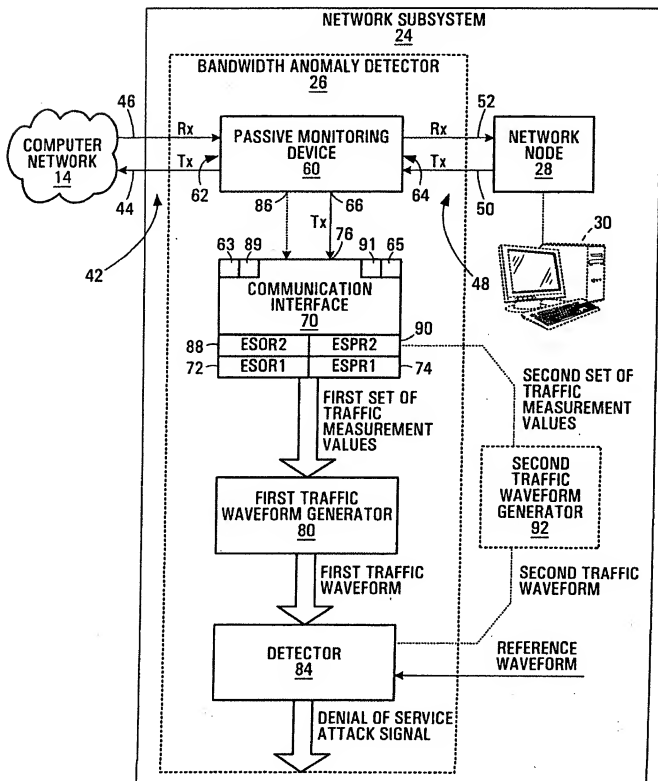 NETWORK SUBSYSTEM
24
BANDWIDTH ANOMALY DETECTOR
26
46
Rx
PASSIVE MONITORING
DEVICE
60
Rx
52
COMPUTER
NETWORK
14
Tx
44
62
64
Tx
50
NETWORK
NODE
28
42
86
66
Tx
76
48
30
63
89
91
65
COMMUNICATION
INTERFACE
70
88
ESOR2
ESPR2
90
72
ESOR1
ESPR1
74
FIRST SET OF
TRAFFIC
MEASUREMENT
VALUES
SECOND SET OF
TRAFFIC
MEASUREMENT
VALUES
FIRST TRAFFIC
WAVEFORM GENERATOR
80
SECOND
TRAFFIC
WAVEFORM
GENERATOR
92
FIRST TRAFFIC
WAVEFORM
SECOND TRAFFIC
WAVEFORM
DETECTOR
84
REFERENCE
WAVEFORM
DENIAL OF SERVICE
ATTACK SIGNAL